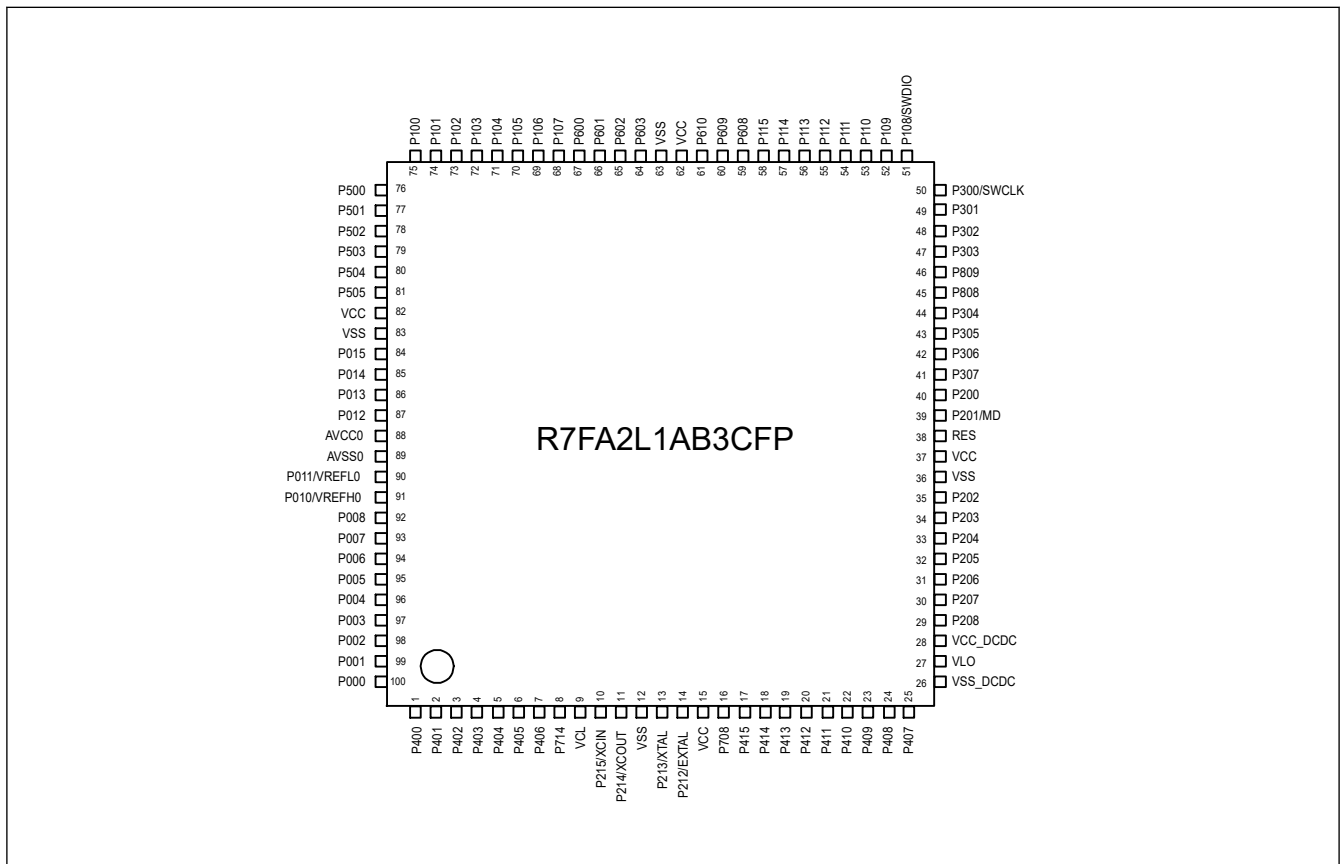 P100
P101
P102
P103
P104
P105
P106
P107
P600
P601
P602
P603
VSS
VCC
P610
P609
P608
P115
P114
P113
P112
P111
P110
P109
P108/SWDIO
75
74
73
72
71
70
69
68
67
66
65
64
63
62
61
60
59
58
57
56
55
54
53
52
51
P500 76
P501 77
P502 78
P503 79
P504 80
P505 81
VCC 82
VSS 83
P015 84
P014 85
P013 86
P012 87
AVCC0 88
AVSS0 89
P011/VREFL0 90
P010/VREFH0 91
P008 92
P007 93
P006 94
P005 95
P004 96
P003 97
P002 98
P001 99
P000 100
R7FA2L1AB3CFP
50 P300/SWCLK
49 P301
48 P302
47 P303
46 P809
45 P808
44 P304
43 P305
42 P306
41 P307
40 P200
39 P201/MD
38 RES
37 VCC
36 VSS
35 P202
34 P203
33 P204
32 P205
31 P206
30 P207
29 P208
28 VCC_DCDC
27 VLO
26 VSS_DCDC
1
2
3
4
5
6
7
8
9
10
11
12
13
14
15
16
17
18
19
20
21
22
23
24
25
P400
P401
P402
P403
P404
P405
P406
P714
VCL
P215/XCIN
P214/XCOUT
VSS
P213/XTAL
P212/EXTAL
VCC
P708
P415
P414
P413
P412
P411
P410
P409
P408
P407